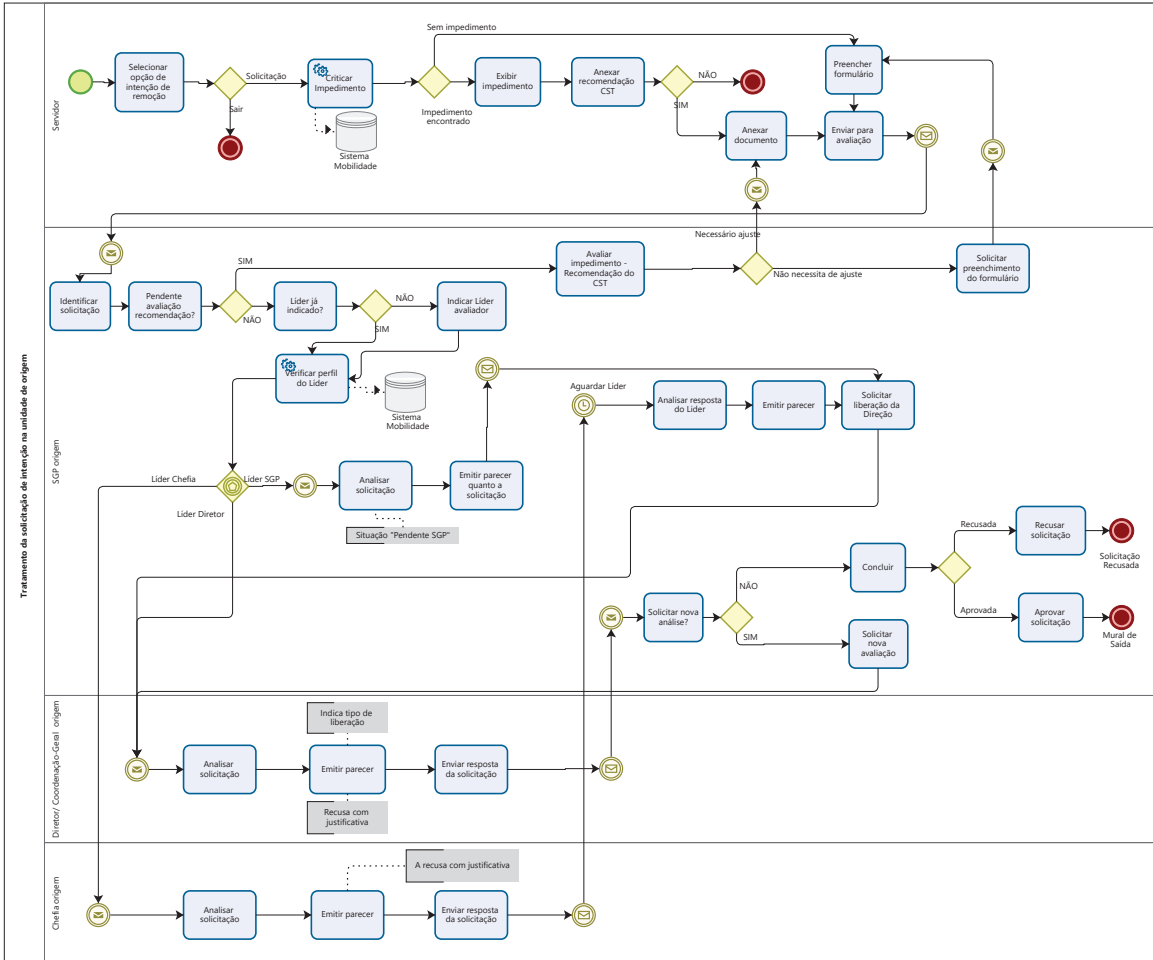 Tratamento da solicitação de intenção na unidade de origem
Servidor
Selecionar
opção de
intenção de
remoção
Solicitação
Sair
Criticar
Impedimento
Sistema
Mobilidade
Sem impedimento
Impedimento
encontrado
Exibir
impedimento
Anexar
recomendação
CST
NÃO
SIM
Anexar
documento
Preencher
formulário
Enviar para
avaliação
SGP origem
Identificar
solicitação
Pendente
avaliação
recomendação?
SIM
NÃO
Líder já
indicado?
NÃO
SIM
Indicar Líder
avaliador
Avaliar
impedimento -
Recomendação do
CST
Necessário ajuste
Não necessita de ajuste
Solicitar
preenchimento
do formulário
Verificar perfil
do Líder
Sistema
Mobilidade
Aguardar Líder
Analisar resposta
do Líder
Emitir parecer
Solicitar
liberação da
Direção
Líder Chefia
Líder SGP
Líder Diretor
Analisar
solicitação
Emitir parecer
quanto a
solicitação
Situação "Pendente SGP"
Solicitar nova
análise?
NÃO
SIM
Concluir
Solicitar
nova
avaliação
Recusada
Aprovada
Recusar
solicitação
Solicitação
Recusada
Aprovar
solicitação
Mural de
Saída
Diretor/ Coordenação-Geral origem
Indica tipo de
liberação
Analisar
solicitação
Emitir parecer
Enviar resposta
da solicitação
Recusa com
justificativa
Chefia origem
A recusa com justificativa
Analisar
solicitação
Emitir parecer
Enviar resposta
da solicitação